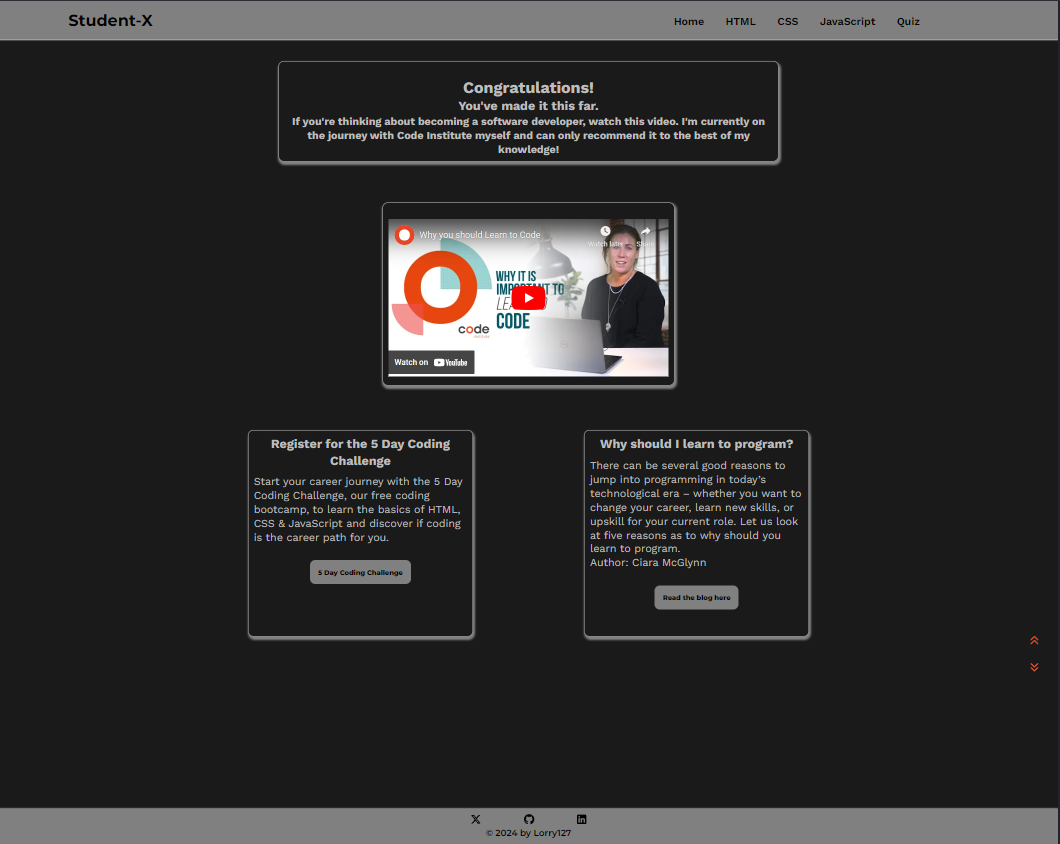 Student-X
Home HTML CSS JavaScript Quiz
Congratulations!
You've made it this far.
If you're thinking about becoming a software developer, watch this video. I'm currently on
the journey with Code Institute myself and can only recommend it to the best of my
knowledge!
Why you should Learn to Code
Watch later Share
WHY IT IS
IMPORTANT TO
CODE
code
institute
Watch on YouTube
Register for the 5 Day Coding
Challenge
Start your career journey with the 5 Day
Coding Challenge, our free coding
bootcamp, to learn the basics of HTML,
CSS & JavaScript and discover if coding
is the career path for you.
5 Day Coding Challenge
Why should I learn to program?
There can be several good reasons to
jump into programming in today's
technological era – whether you want to
change your career, learn new skills, or
upskill for your current role. Let us look
at five reasons as to why should you
learn to program.
Author: Ciara McGlynn
Read the blog here
© 2024 by Lorry127